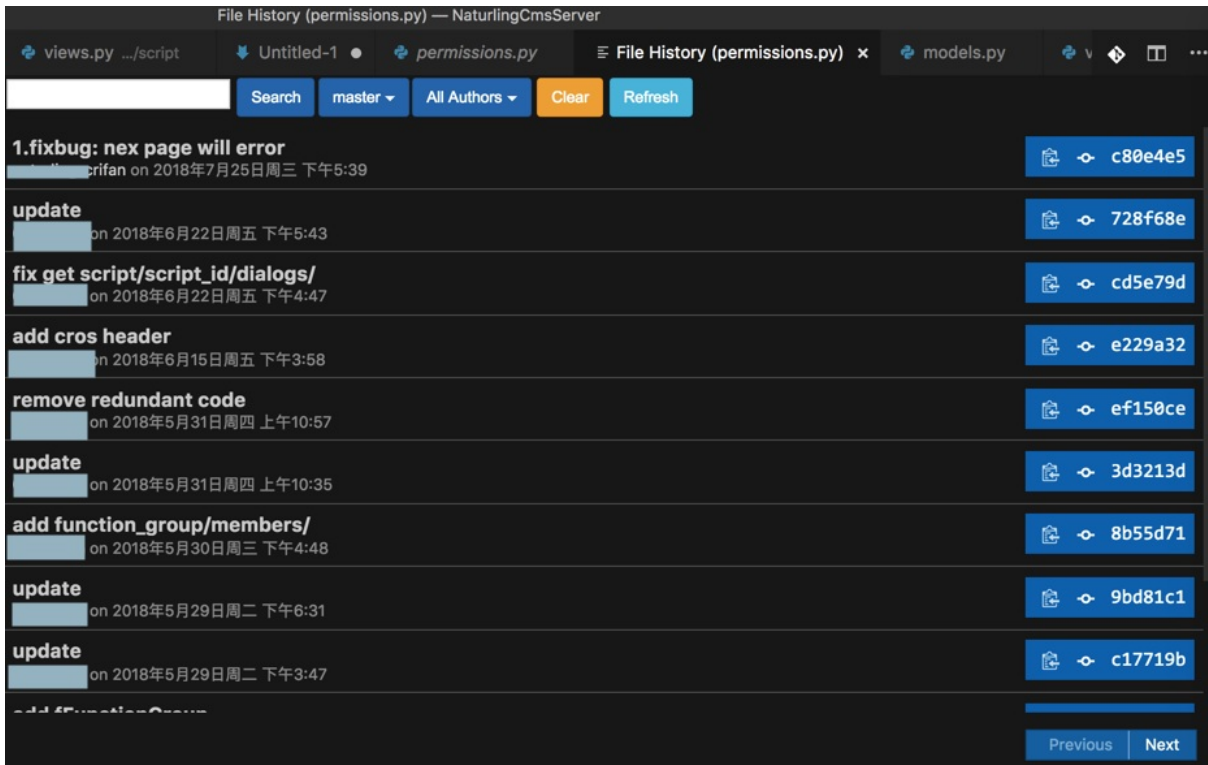 File History (permissions.py) — NaturlingCmsServer
views.py .../script Untitled-1 permissions.py File History (permissions.py) models.py
Search master All Authors Clear Refresh
1.fixbug: nex page will error
crifan on 2018年7月25日周三 下午5:39
c80e4e5
update
on 2018年6月22日周五 下午5:43
728f68e
fix get script/script_id/dialogs/
on 2018年6月22日周五 下午4:47
cd5e79d
add cros header
on 2018年6月15日周五 下午3:58
e229a32
remove redundant code
on 2018年5月31日周四 上午10:57
ef150ce
update
on 2018年5月31日周四 上午10:35
3d3213d
add function_group/members/
on 2018年5月30日周三 下午4:48
8b55d71
update
on 2018年5月29日周二 下午6:31
9bd81c1
update
on 2018年5月29日周二 下午3:47
c17719b
Previous Next